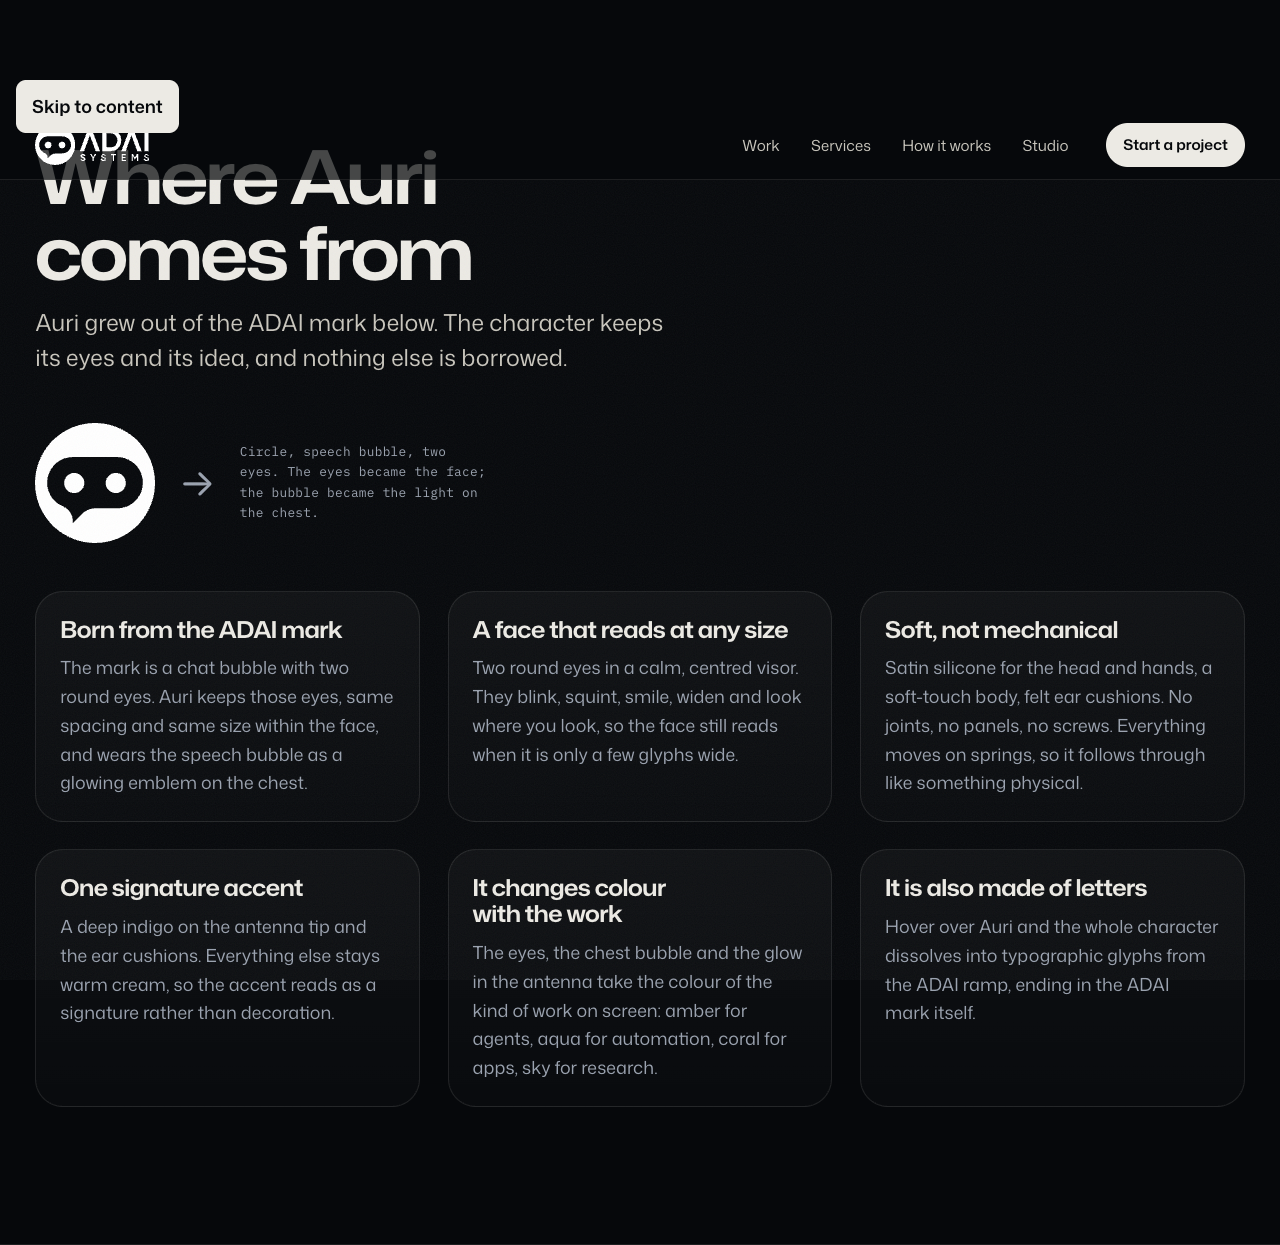 Skip to content
ADAI
SYSTEMS
Work
Services
How it works
Studio
Start a project
Where Auri
comes from
Auri grew out of the ADAI mark below. The character keeps
its eyes and its idea, and nothing else is borrowed.
Circle, speech bubble, two
eyes. The eyes became the face;
the bubble became the light on
the chest.
Born from the ADAI mark
The mark is a chat bubble with two
round eyes. Auri keeps those eyes, same
spacing and same size within the face,
and wears the speech bubble as a
glowing emblem on the chest.
A face that reads at any size
Two round eyes in a calm, centred visor.
They blink, squint, smile, widen and look
where you look, so the face still reads
when it is only a few glyphs wide.
Soft, not mechanical
Satin silicone for the head and hands, a
soft-touch body, felt ear cushions. No
joints, no panels, no screws. Everything
moves on springs, so it follows through
like something physical.
One signature accent
A deep indigo on the antenna tip and
the ear cushions. Everything else stays
warm cream, so the accent reads as a
signature rather than decoration.
It changes colour
with the work
The eyes, the chest bubble and the glow
in the antenna take the colour of the
kind of work on screen: amber for
agents, aqua for automation, coral for
apps, sky for research.
It is also made of letters
Hover over Auri and the whole character
dissolves into typographic glyphs from
the ADAI ramp, ending in the ADAI
mark itself.